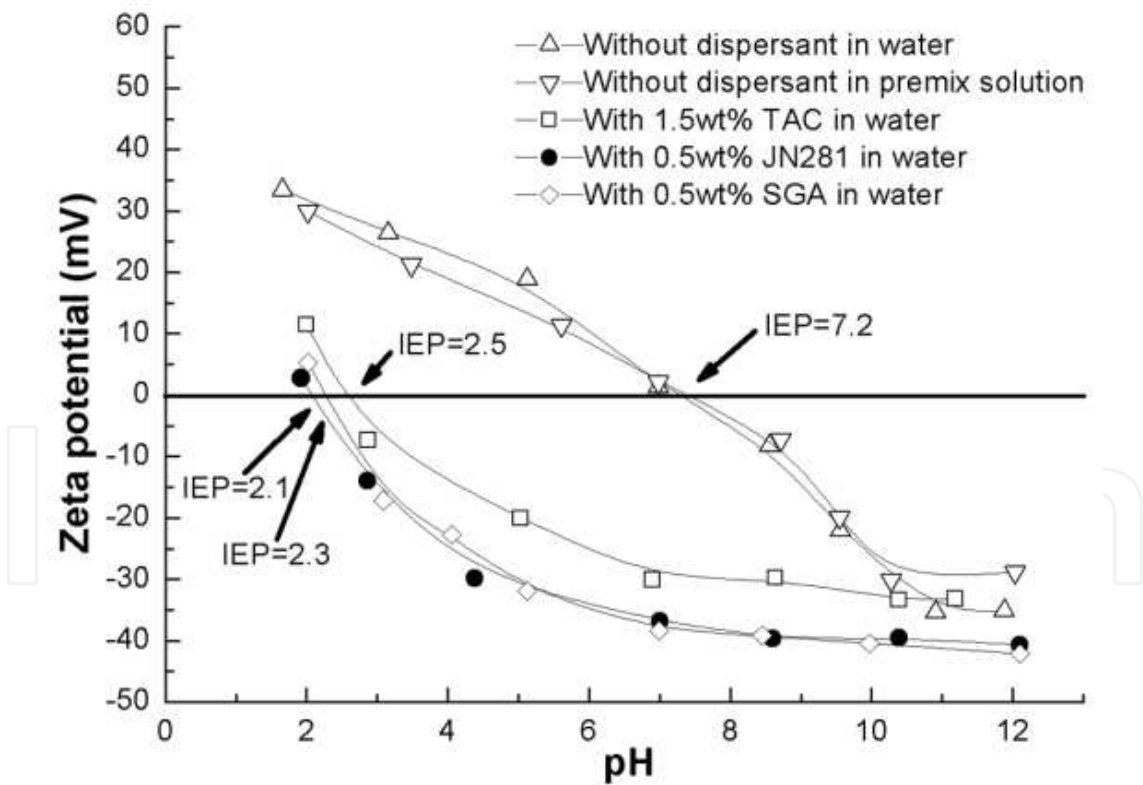 60
50
40
30
20
10
0
-10
-20
-30
-40
-50
Zeta potential (mV)
Without dispersant in water
Without dispersant in premix solution
With 1.5wt% TAC in water
With 0.5wt% JN281 in water
With 0.5wt% SGA in water
IEP=2.5
IEP=7.2
IEP=2.1
IEP=2.3
0 2 4 6 8 10 12
pH